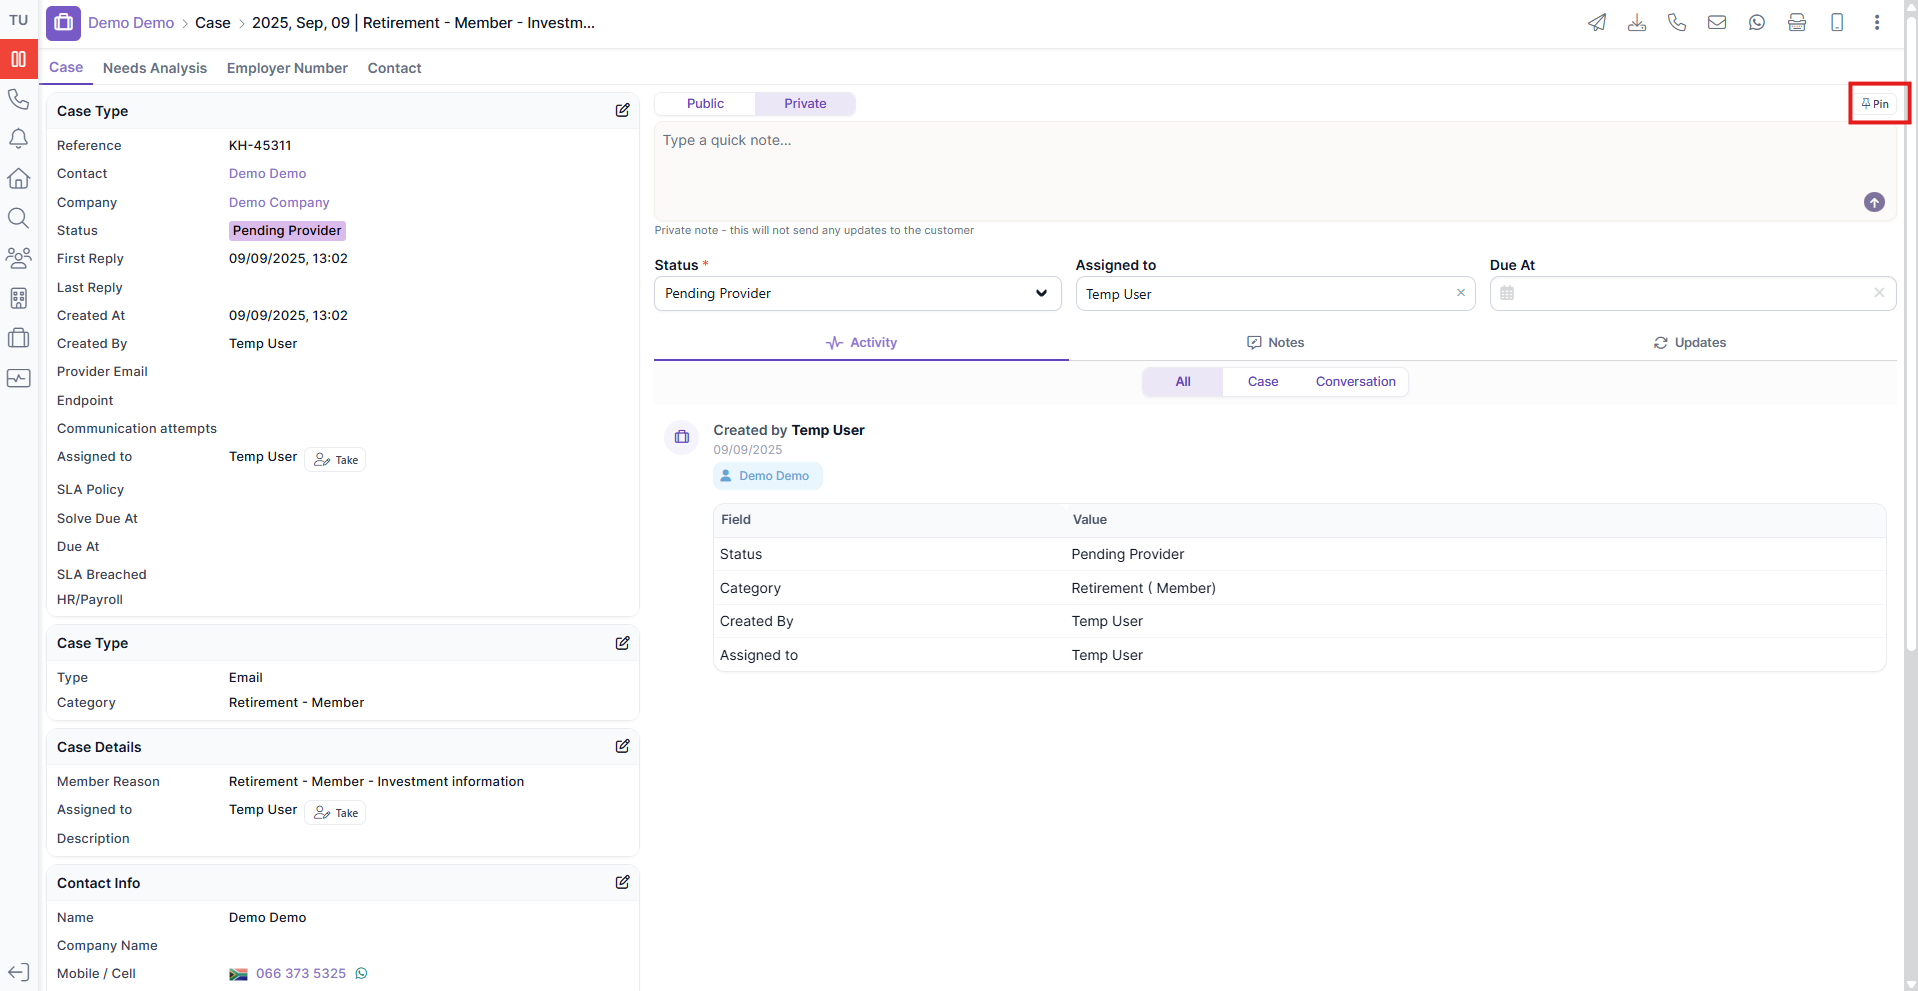 TU
Demo Demo > Case > 2025, Sep, 09 | Retirement - Member - Investm...
Case Needs Analysis Employer Number Contact
Case Type
Reference KH-45311
Contact Demo Demo
Company Demo Company
Status Pending Provider
First Reply 09/09/2025, 13:02
Last Reply
Created At 09/09/2025, 13:02
Created By Temp User
Provider Email
Endpoint
Communication attempts
Assigned to Temp User Take
SLA Policy
Solve Due At
Due At
SLA Breached
HR/Payroll
Case Type
Type Email
Category Retirement - Member
Case Details
Member Reason Retirement - Member - Investment information
Assigned to Temp User Take
Description
Contact Info
Name Demo Demo
Company Name
Mobile / Cell 066 373 5325
Public Private
Pin
Type a quick note...
Private note - this will not send any updates to the customer
Status * Assigned to Due At
Pending Provider Temp User
Activity Notes Updates
All Case Conversation
Created by Temp User
09/09/2025
Demo Demo
Field Value
Status Pending Provider
Category Retirement ( Member)
Created By Temp User
Assigned to Temp User